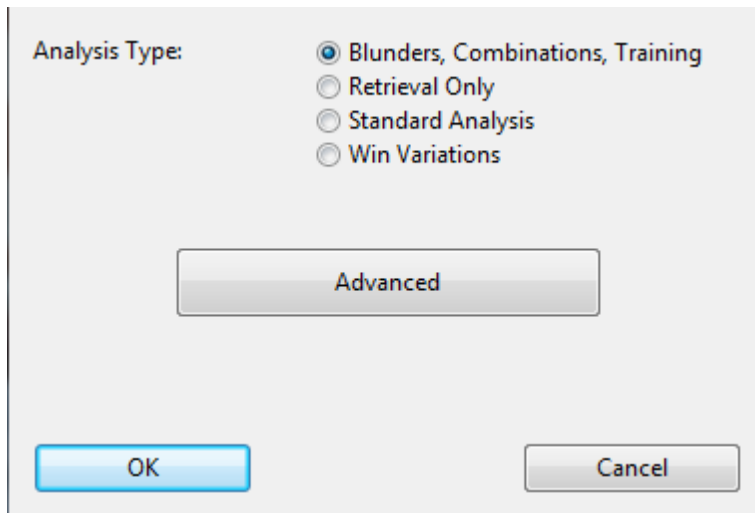 Analysis Type:
Blunders, Combinations, Training
Retrieval Only
Standard Analysis
Win Variations
Advanced
OK
Cancel